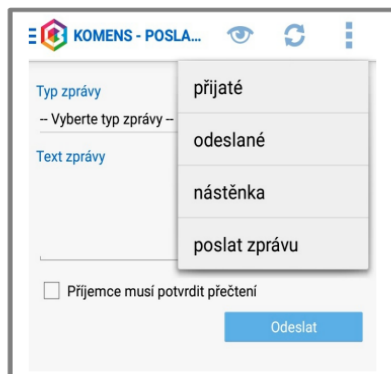 KOMENS - POSLA...
Typ zprávy
-- Vyberte typ zprávy --
Text zprávy
přijaté
odeslané
nástěnka
poslat zprávu
Příjemce musí potvrdit přečtení
Odeslat